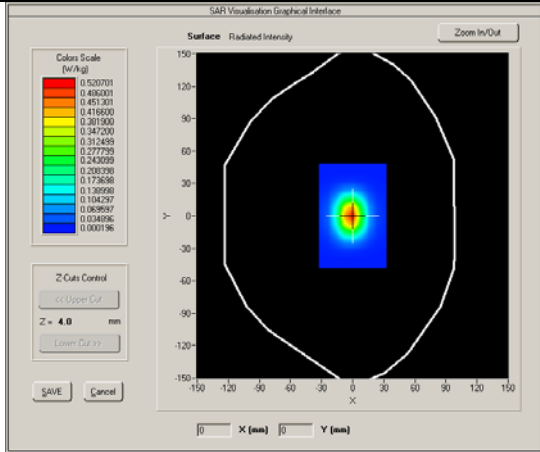 SAR Visualisation Graphical Interface
Surface Radiated Intensity
Zoom In/Out
Colors Scale
(W/kg)
0.520701
0.486001
0.451301
0.416600
0.381900
0.347200
0.312499
0.277799
0.243099
0.208398
0.173698
0.138998
0.104297
0.069597
0.034896
0.000196
150
120
90
60
30
0
-30
-60
-90
-120
-150
Y
-150 -120 -90 -60 -30 0 30 60 90 120 150
X
Z-Cuts Control
<< Upper Cut
Z = 4.0 mm
Lower Cut >>
SAVE Cancel
0 X (mm) 0 Y (mm)